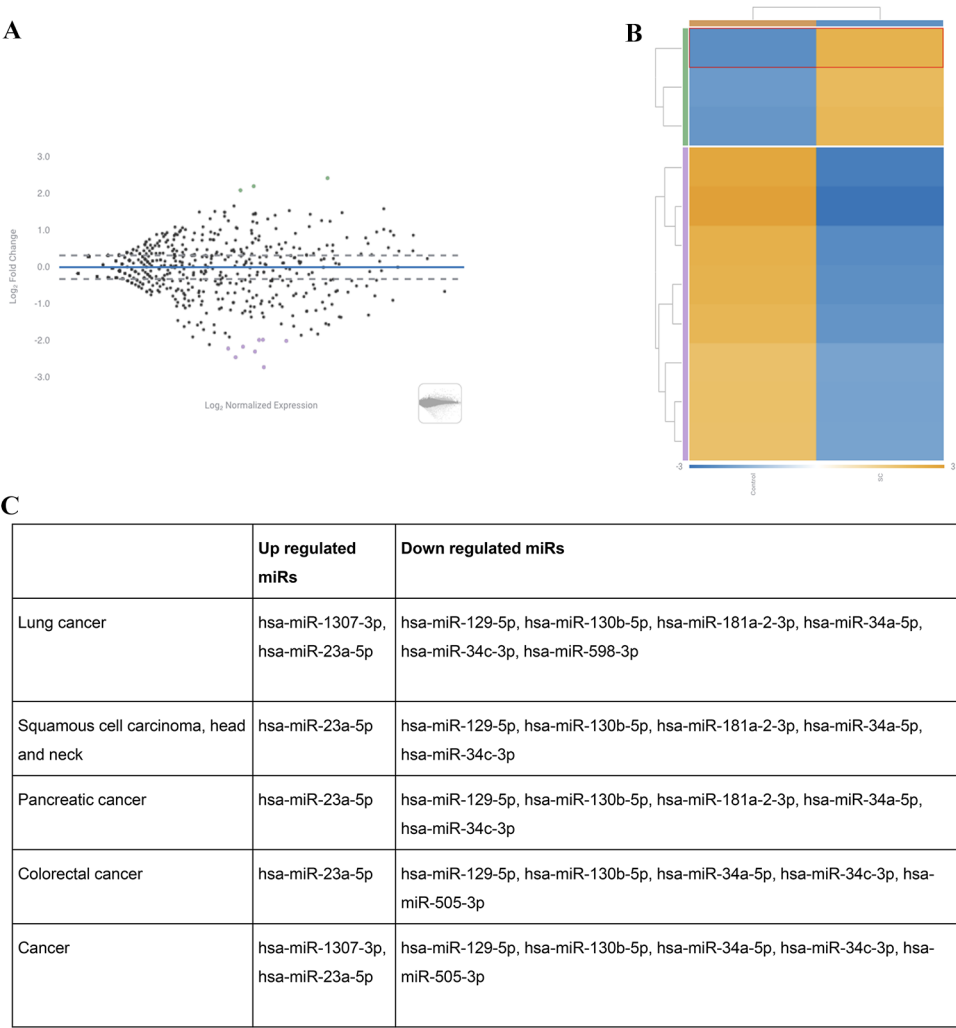 A
B
3.0
2.0
1.0
0.0
-1.0
-2.0
-3.0
Log₂ Fold Change
Log₂ Normalized Expression
-3
3
Control
SC
C
Up regulated
miRs
Down regulated miRs
Lung cancer
hsa-miR-1307-3p,
hsa-miR-23a-5p
hsa-miR-129-5p, hsa-miR-130b-5p, hsa-miR-181a-2-3p, hsa-miR-34a-5p,
hsa-miR-34c-3p, hsa-miR-598-3p
Squamous cell carcinoma, head
and neck
hsa-miR-23a-5p
hsa-miR-129-5p, hsa-miR-130b-5p, hsa-miR-181a-2-3p, hsa-miR-34a-5p,
hsa-miR-34c-3p
Pancreatic cancer
hsa-miR-23a-5p
hsa-miR-129-5p, hsa-miR-130b-5p, hsa-miR-181a-2-3p, hsa-miR-34a-5p,
hsa-miR-34c-3p
Colorectal cancer
hsa-miR-23a-5p
hsa-miR-129-5p, hsa-miR-130b-5p, hsa-miR-34a-5p, hsa-miR-34c-3p, hsa-
miR-505-3p
Cancer
hsa-miR-1307-3p,
hsa-miR-23a-5p
hsa-miR-129-5p, hsa-miR-130b-5p, hsa-miR-34a-5p, hsa-miR-34c-3p, hsa-
miR-505-3p